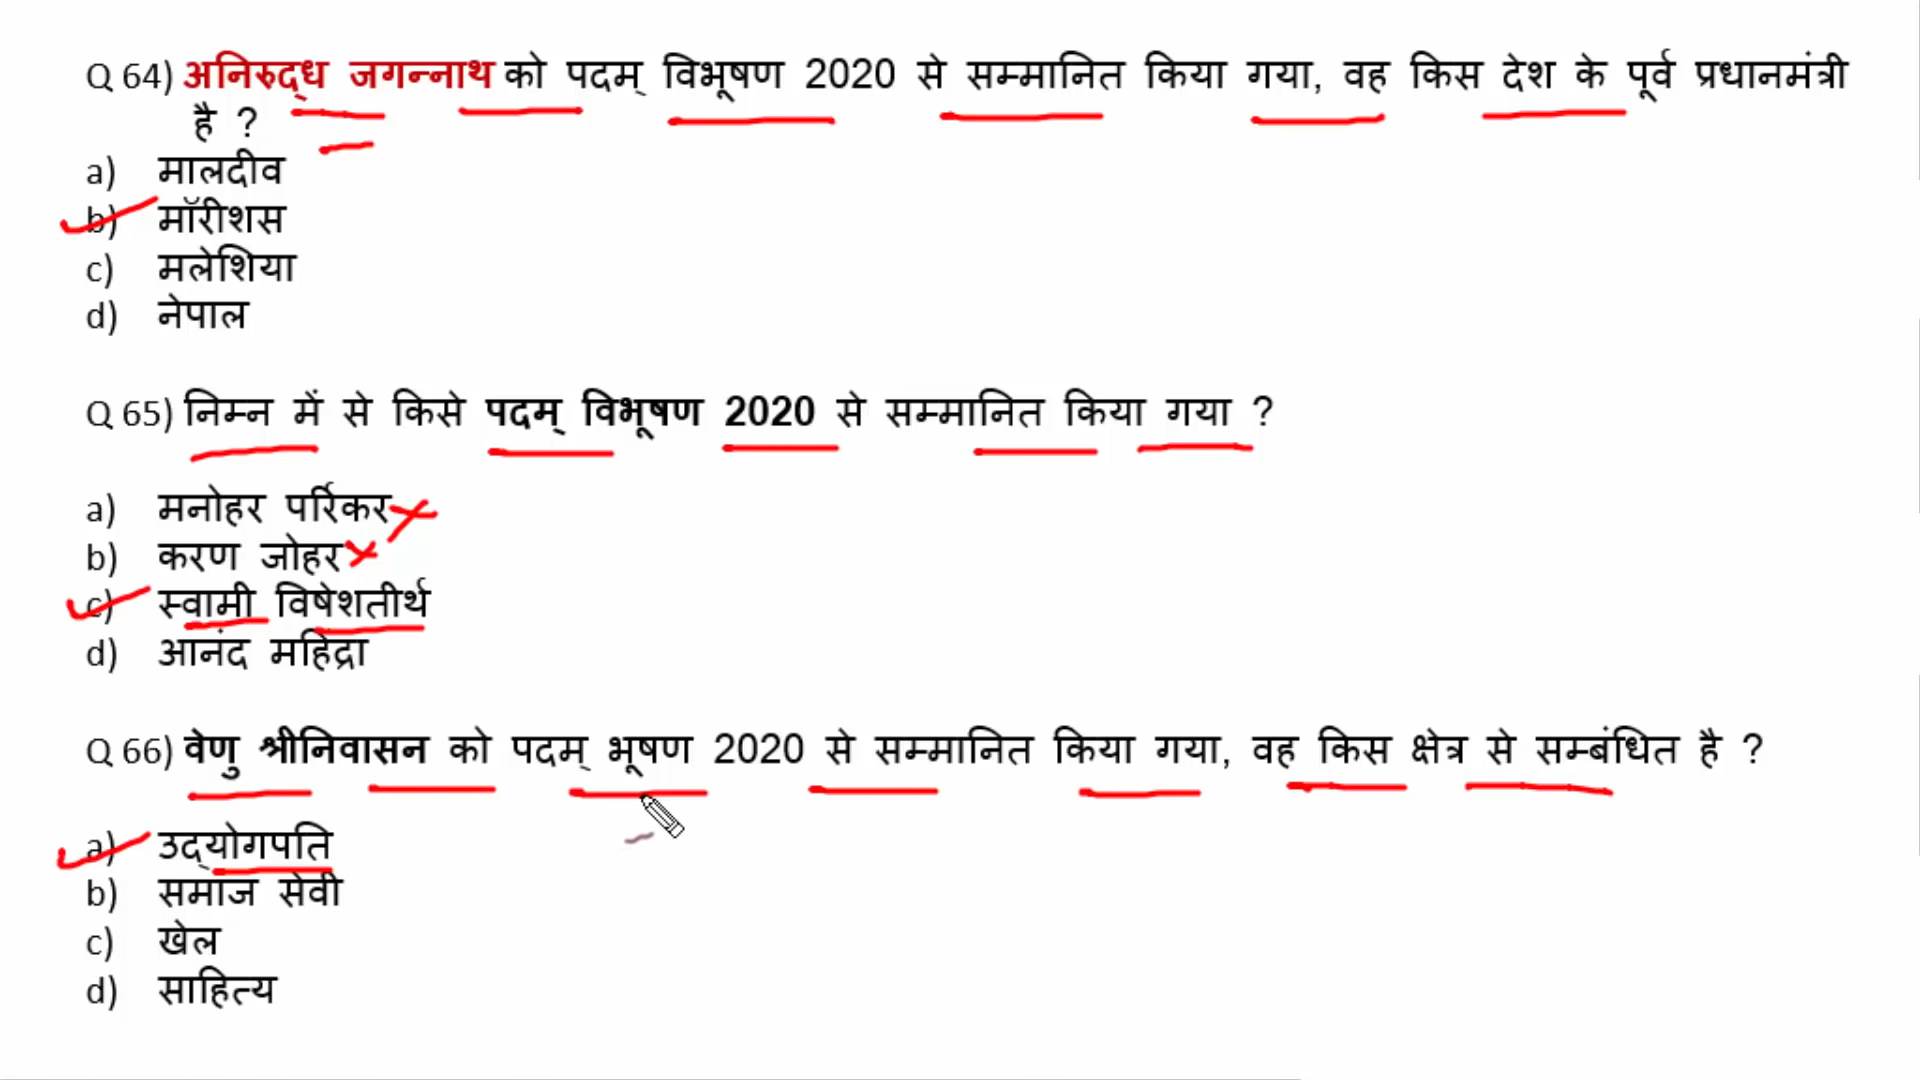 Q 64) अनिरुद्ध जगन्नाथ को पदम् विभूषण 2020 से सम्मानित किया गया, वह किस देश के पूर्व प्रधानमंत्री
है ?
a) मालदीव
b) मॉरीशस
c) मलेशिया
d) नेपाल
Q 65) निम्न में से किसे पदम् विभूषण 2020 से सम्मानित किया गया ?
a) मनोहर पर्रिकर
b) करण जोहर
c) स्वामी विषेशतीर्थ
d) आनंद महिंद्रा
Q 66) वेणु श्रीनिवासन को पदम् भूषण 2020 से सम्मानित किया गया, वह किस क्षेत्र से सम्बंधित है ?
a) उद्योगपति
b) समाज सेवी
c) खेल
d) साहित्य